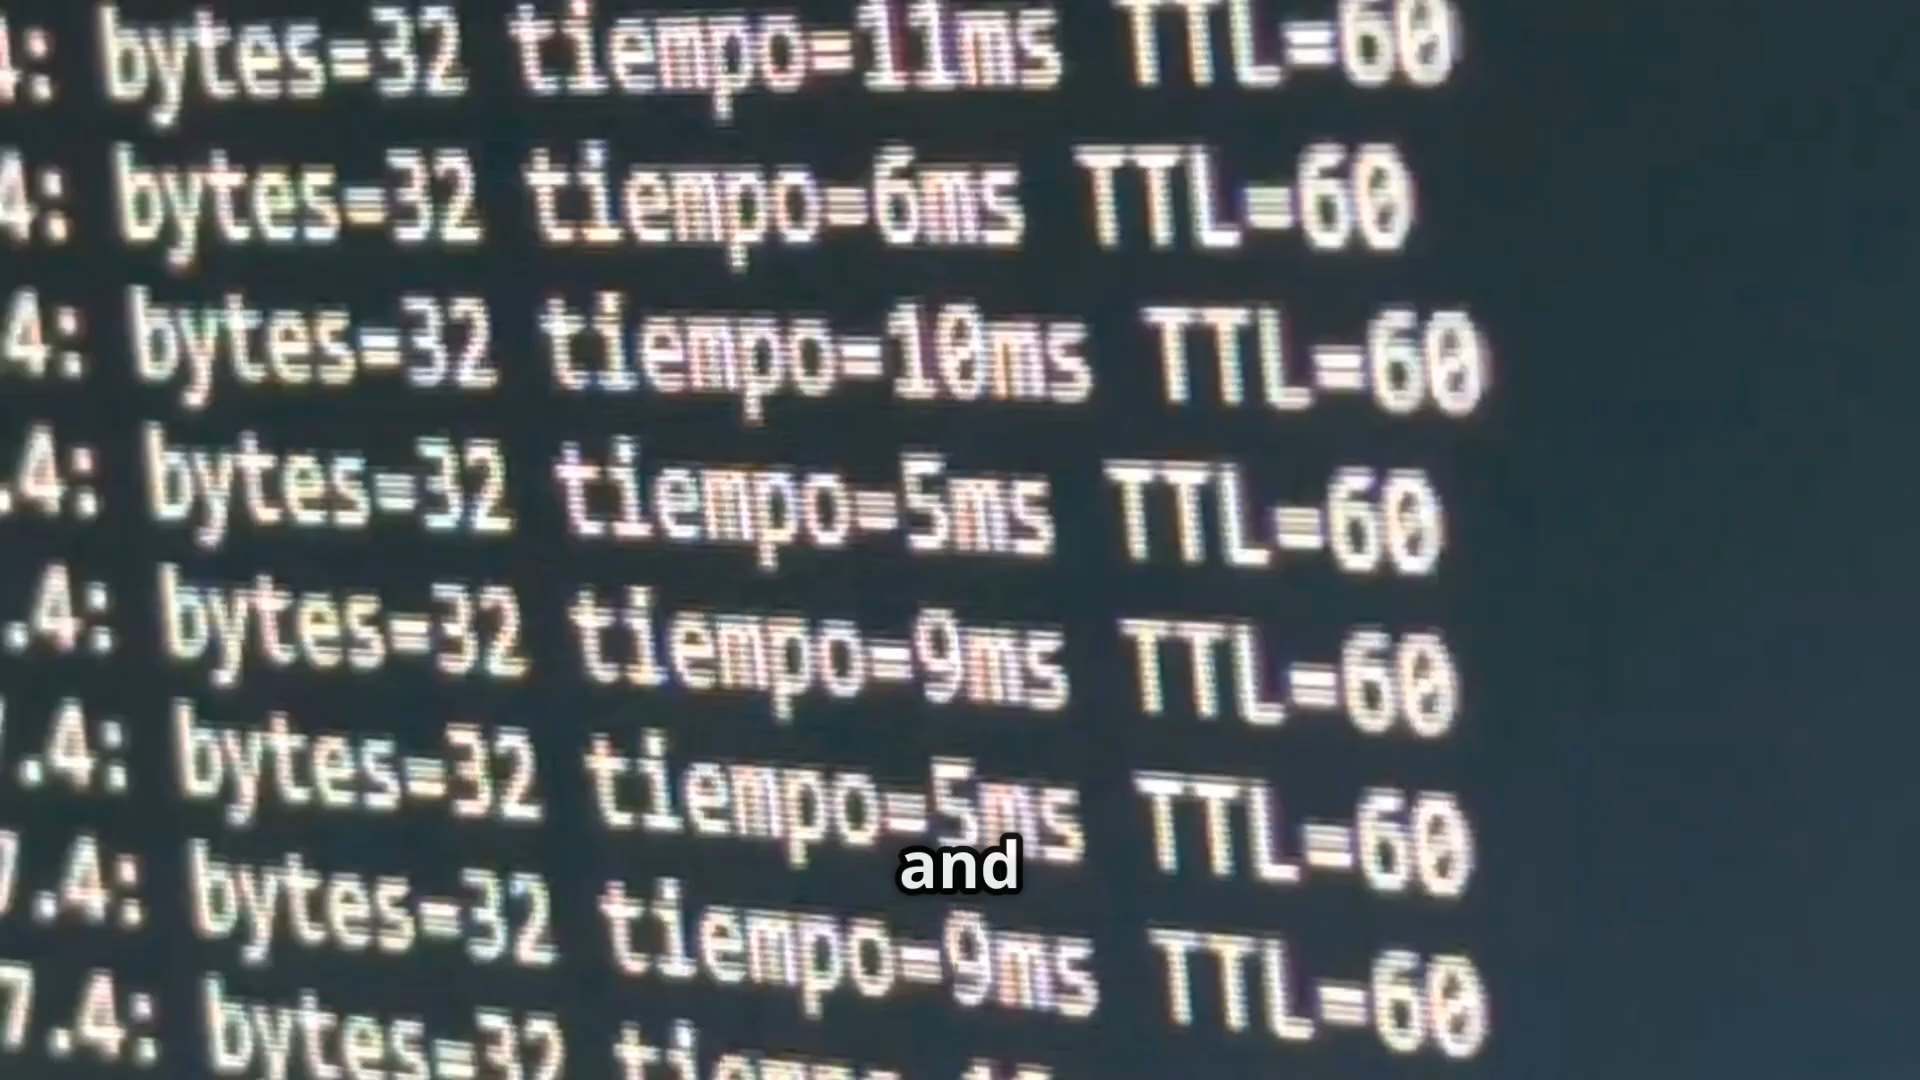 4: bytes=32 tiempo=11ms TTL=60
4: bytes=32 tiempo=6ms TTL=60
4: bytes=32 tiempo=10ms TTL=60
.4: bytes=32 tiempo=5ms TTL=60
.4: bytes=32 tiempo=9ms TTL=60
.4: bytes=32 tiempo=5ms TTL=60
and
7.4: bytes=32 tiempo=9ms TTL=60
7.4: bytes=32